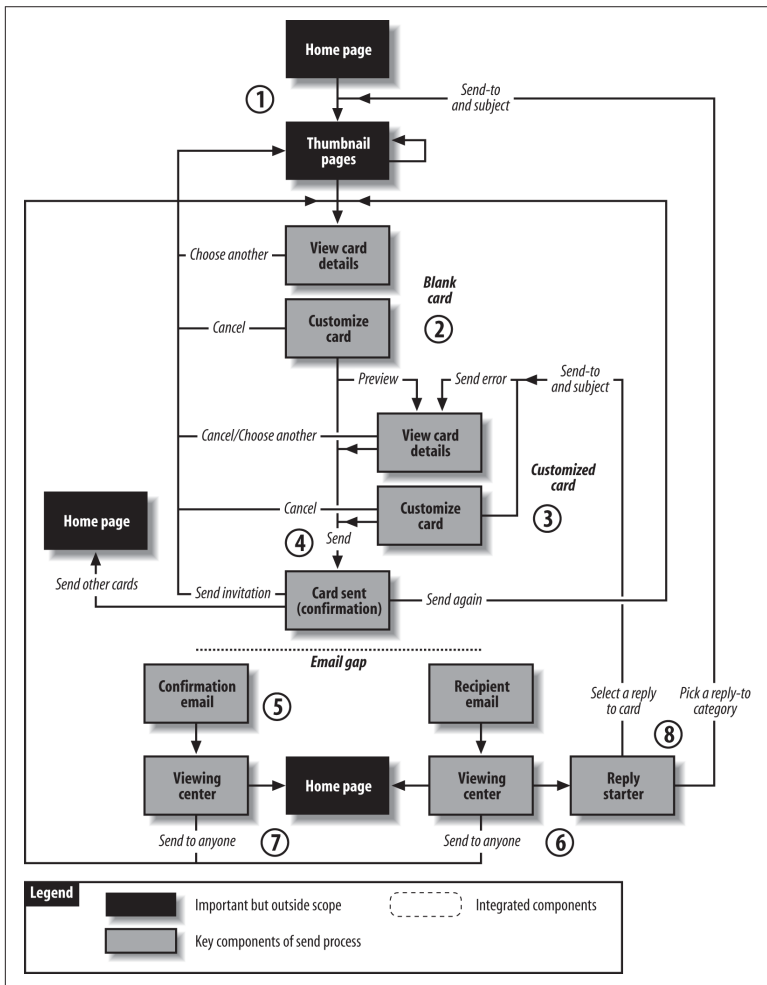 Home page
①
Send-to
and subject
Thumbnail
pages
Choose another
View card
details
Blank
card
Cancel
Customize
card
②
Preview
Send error
Send-to
and subject
Cancel/Choose another
View card
details
Customized
card
Home page
Cancel
Customize
card
③
④
Send
Send other cards
Send invitation
Card sent
(confirmation)
Send again
Email gap
Confirmation
email
⑤
Recipient
email
Select a reply
to card
Pick a reply-to
category
⑧
Viewing
center
Home page
Viewing
center
Reply
starter
Send to anyone
⑦
Send to anyone
⑥
Legend
Important but outside scope
Integrated components
Key components of send process